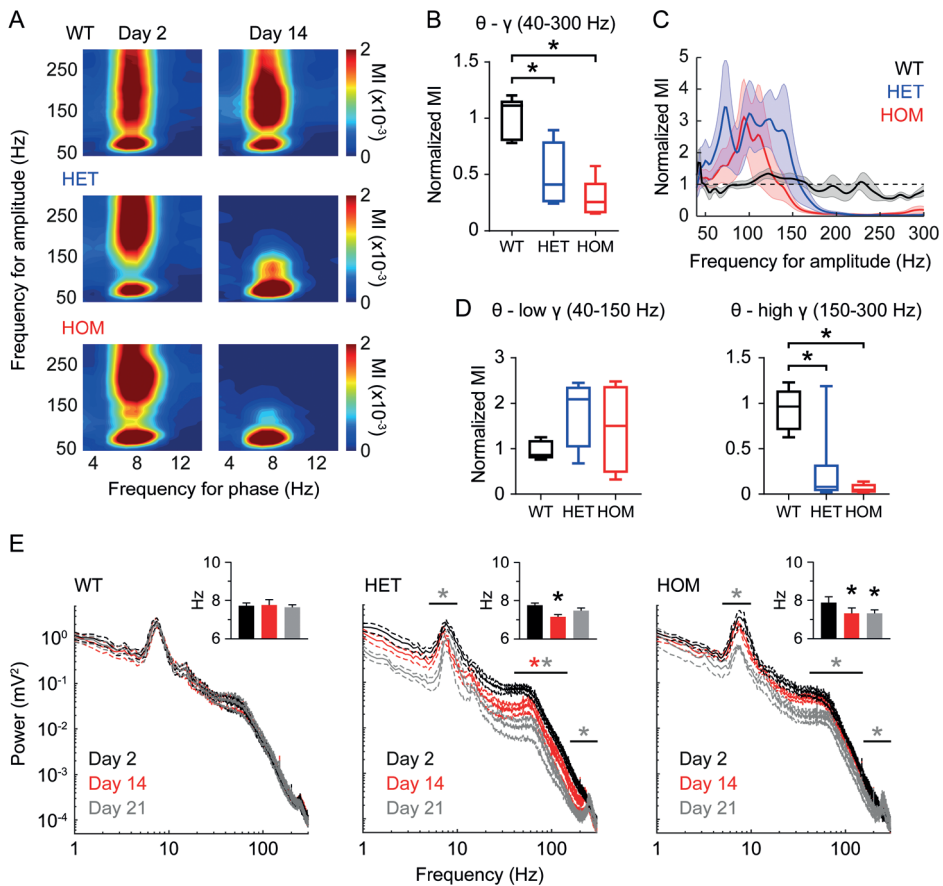 A
WT Day 2 Day 14
250
150
50
2
MI (x10-3)
0
HET
250
150
50
2
MI (x10-3)
0
HOM
250
150
50
2
MI (x10-3)
0
4 8 12 4 8 12
Frequency for amplitude (Hz)
Frequency for phase (Hz)
B
θ - γ (40-300 Hz)
*
*
1.5
1
0.5
0
Normalized MI
WT HET HOM
C
5
4
3
2
1
0
Normalized MI
WT
HET
HOM
50 100 150 200 250 300
Frequency for amplitude (Hz)
D
θ - low γ (40-150 Hz)
3
2
1
0
Normalized MI
WT HET HOM
θ - high γ (150-300 Hz)
*
*
1.5
1
0.5
0
WT HET HOM
E
WT
10
8
6
Hz
10⁰
10⁻¹
10⁻²
10⁻³
10⁻⁴
Power (mV²)
Day 2
Day 14
Day 21
1 10 100
HET
*
10
8
6
Hz
*
**
*
Day 2
Day 14
Day 21
1 10 100
HOM
*
10
8
6
Hz
* *
*
*
Day 2
Day 14
Day 21
1 10 100
Frequency (Hz)